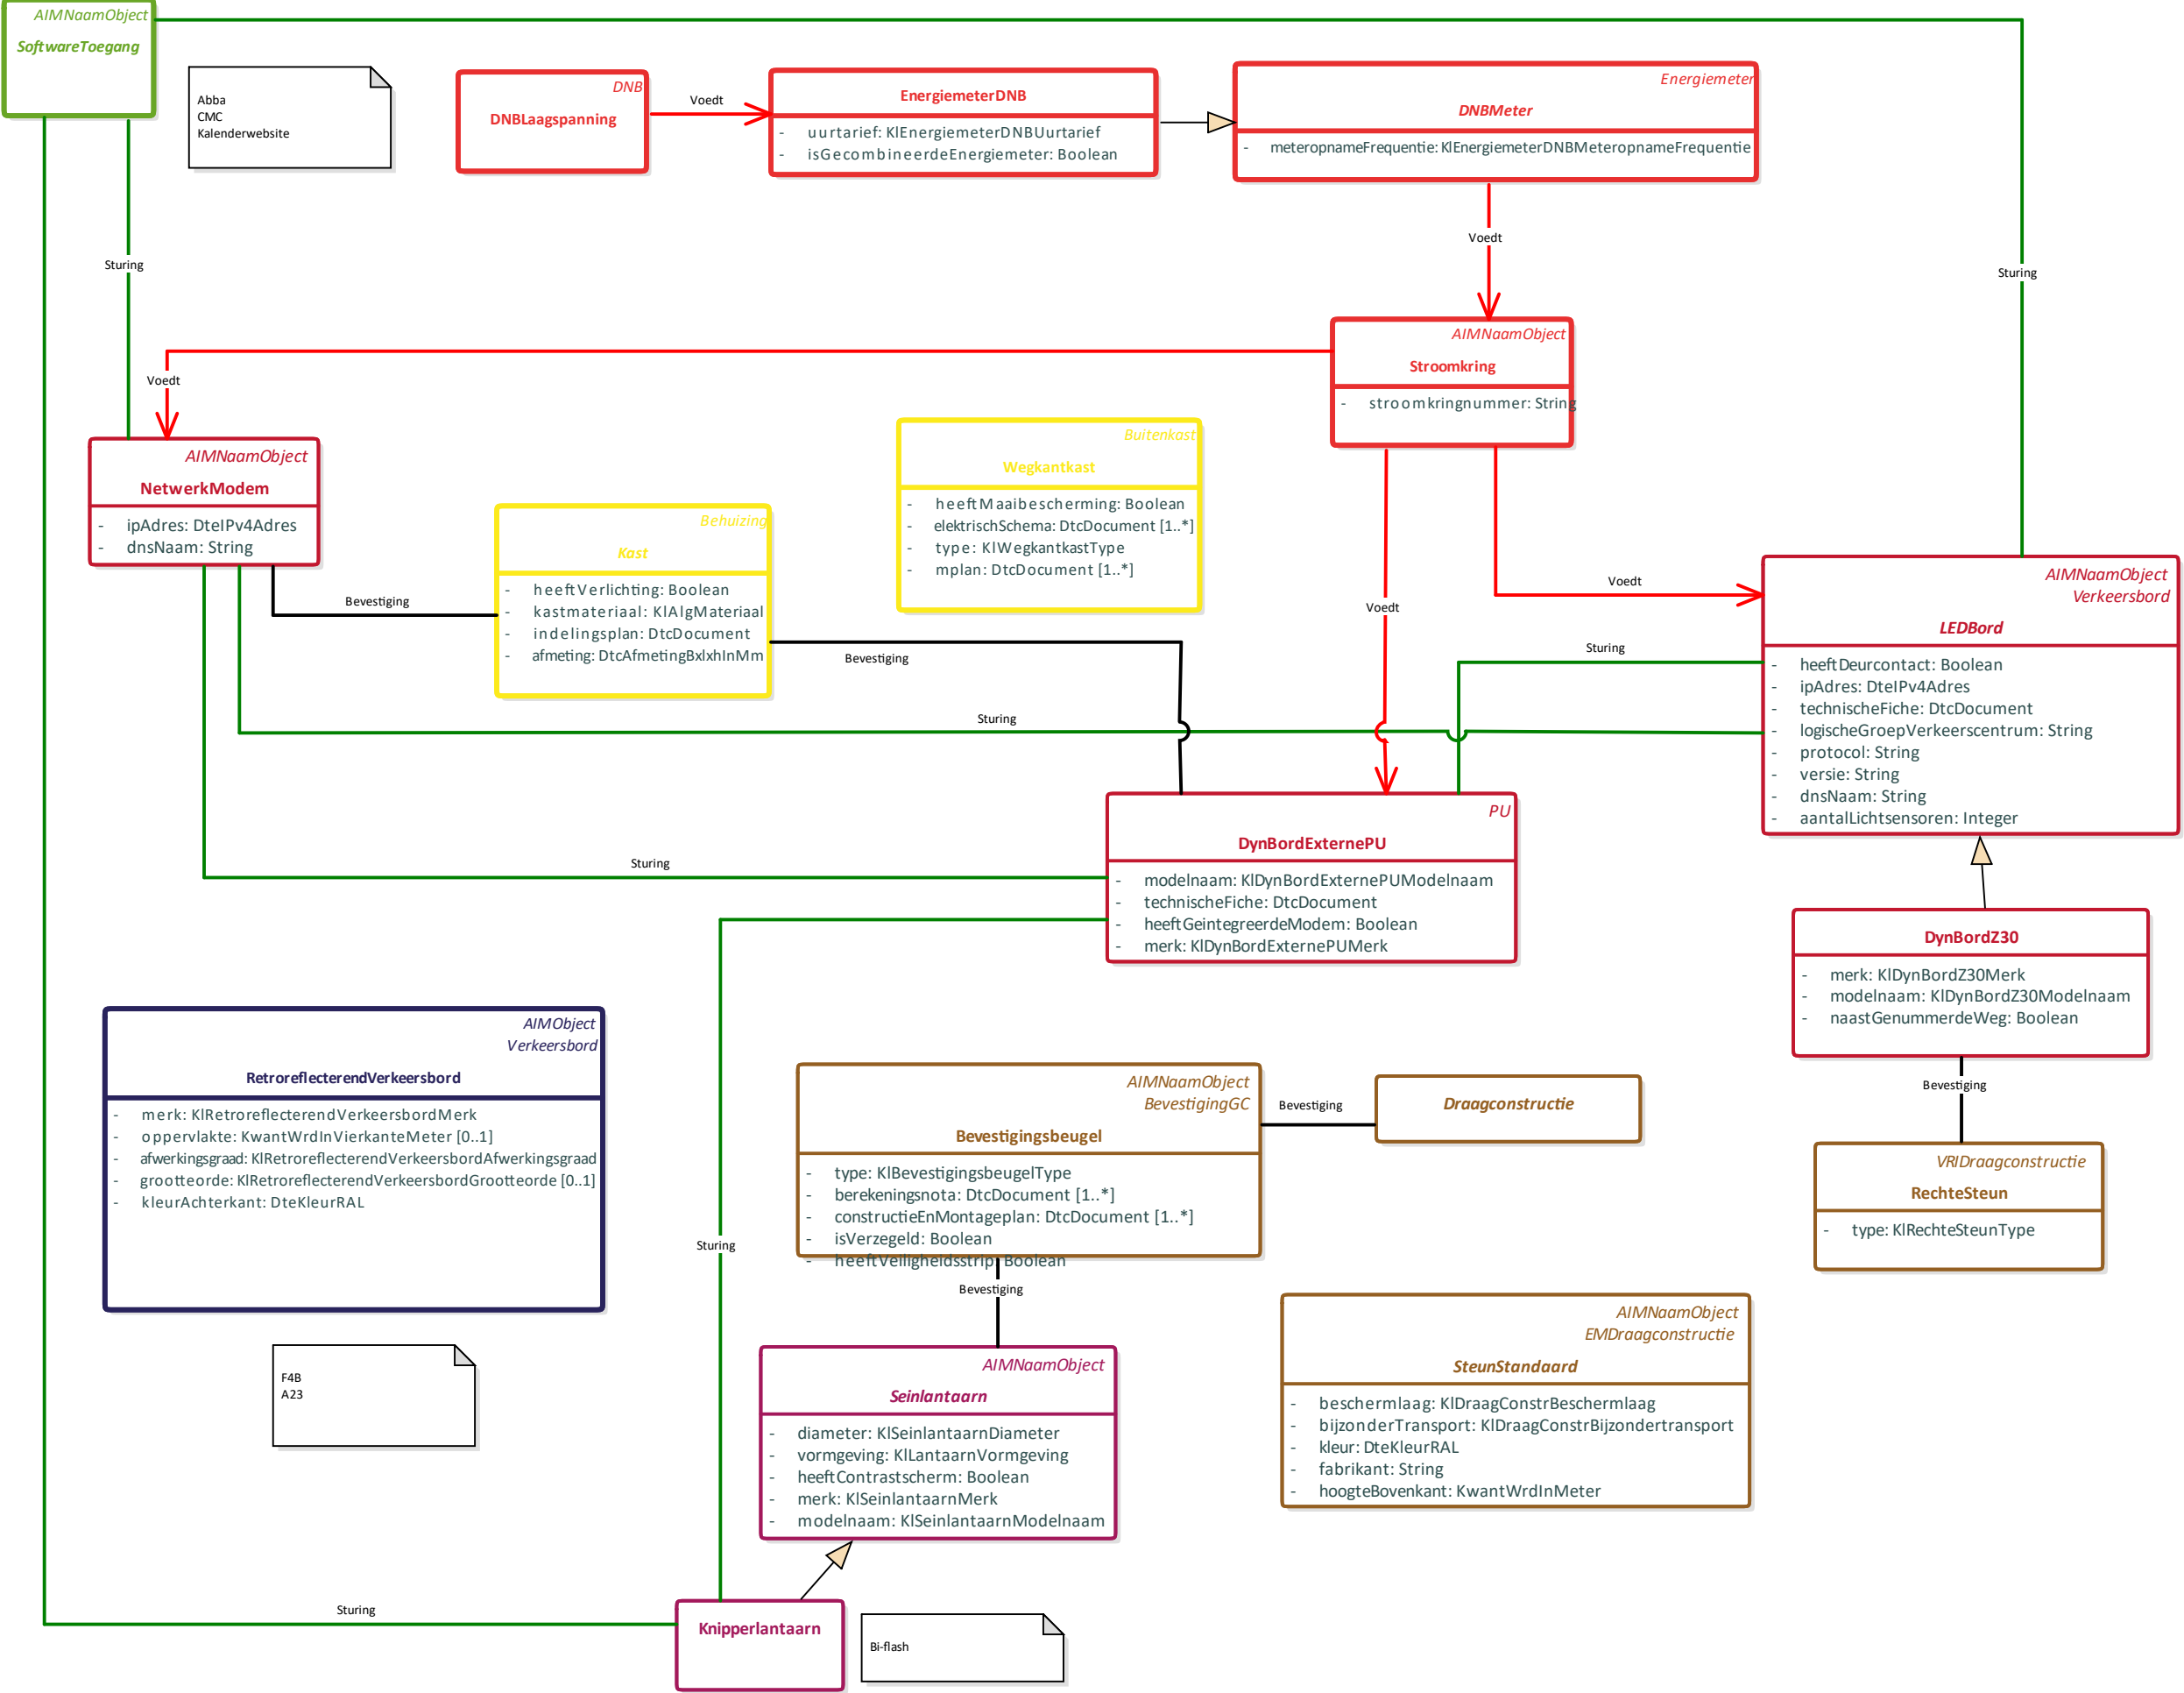 AIMNaamObject
SoftwareToegang
Abba
CMC
Kalenderwebsite
DNB
DNBLaagspanning
Voedt
EnergiemeterDNB
- uurtarief: KlEnergiemeterDNBUurtarief
- isGecombineerdeEnergiemeter: Boolean
Energiemeter
DNBMeter
- meteropnameFrequentie: KlEnergiemeterDNBMeteropnameFrequentie
Sturing
Voedt
Sturing
AIMNaamObject
Stroomkring
- stroomkringnummer: String
Voedt
AIMNaamObject
NetwerkModem
- ipAdres: DteIPv4Adres
- dnsNaam: String
Buitenkast
Wegkantkast
- heeftMaaibescherming: Boolean
- elektrischSchema: DtcDocument [1..*]
- type: KlWegkantkastType
- mplan: DtcDocument [1..*]
Behuizing
Kast
- heeftVerlichting: Boolean
- kastmateriaal: KlAlgMateriaal
- indelingsplan: DtcDocument
- afmeting: DtcAfmetingBxlxhInMm
Bevestiging
Bevestiging
Voedt
Voedt
AIMNaamObject
Verkeersbord
LEDBord
- heeftDeurcontact: Boolean
- ipAdres: DteIPv4Adres
- technischeFiche: DtcDocument
- logischeGroepVerkeerscentrum: String
- protocol: String
- versie: String
- dnsNaam: String
- aantalLichtsensoren: Integer
Sturing
Sturing
Sturing
PU
DynBordExternePU
- modelnaam: KlDynBordExternePUModelnaam
- technischeFiche: DtcDocument
- heeftGeintegreerdeModem: Boolean
- merk: KlDynBordExternePUMerk
DynBordZ30
- merk: KlDynBordZ30Merk
- modelnaam: KlDynBordZ30Modelnaam
- naastGenummerdeWeg: Boolean
Bevestiging
VRIDraagconstructie
RechteSteun
- type: KlRechteSteunType
AIMObject
Verkeersbord
RetroreflecterendVerkeersbord
- merk: KlRetroreflecterendVerkeersbordMerk
- oppervlakte: KwantWrdInVierkanteMeter [0..1]
- afwerkingsgraad: KlRetroreflecterendVerkeersbordAfwerkingsgraad
- grootteorde: KlRetroreflecterendVerkeersbordGrootteorde [0..1]
- kleurAchterkant: DteKleurRAL
F4B
A23
Sturing
AIMNaamObject
BevestigingGC
Bevestigingsbeugel
- type: KlBevestigingsbeugelType
- berekeningsnota: DtcDocument [1..*]
- constructieEnMontageplan: DtcDocument [1..*]
- isVerzegeld: Boolean
- heeftVeiligheidsstrip: Boolean
Bevestiging
Draagconstructie
Bevestiging
AIMNaamObject
Seinlantaarn
- diameter: KlSeinlantaarnDiameter
- vormgeving: KlLantaarnVormgeving
- heeftContrastscherm: Boolean
- merk: KlSeinlantaarnMerk
- modelnaam: KlSeinlantaarnModelnaam
AIMNaamObject
EMDraagconstructie
SteunStandaard
- beschermlaag: KlDraagConstrBeschermlaag
- bijzonderTransport: KlDraagConstrBijzondertransport
- kleur: DteKleurRAL
- fabrikant: String
- hoogteBovenkant: KwantWrdInMeter
Sturing
Knipperlantaarn
Bi-flash